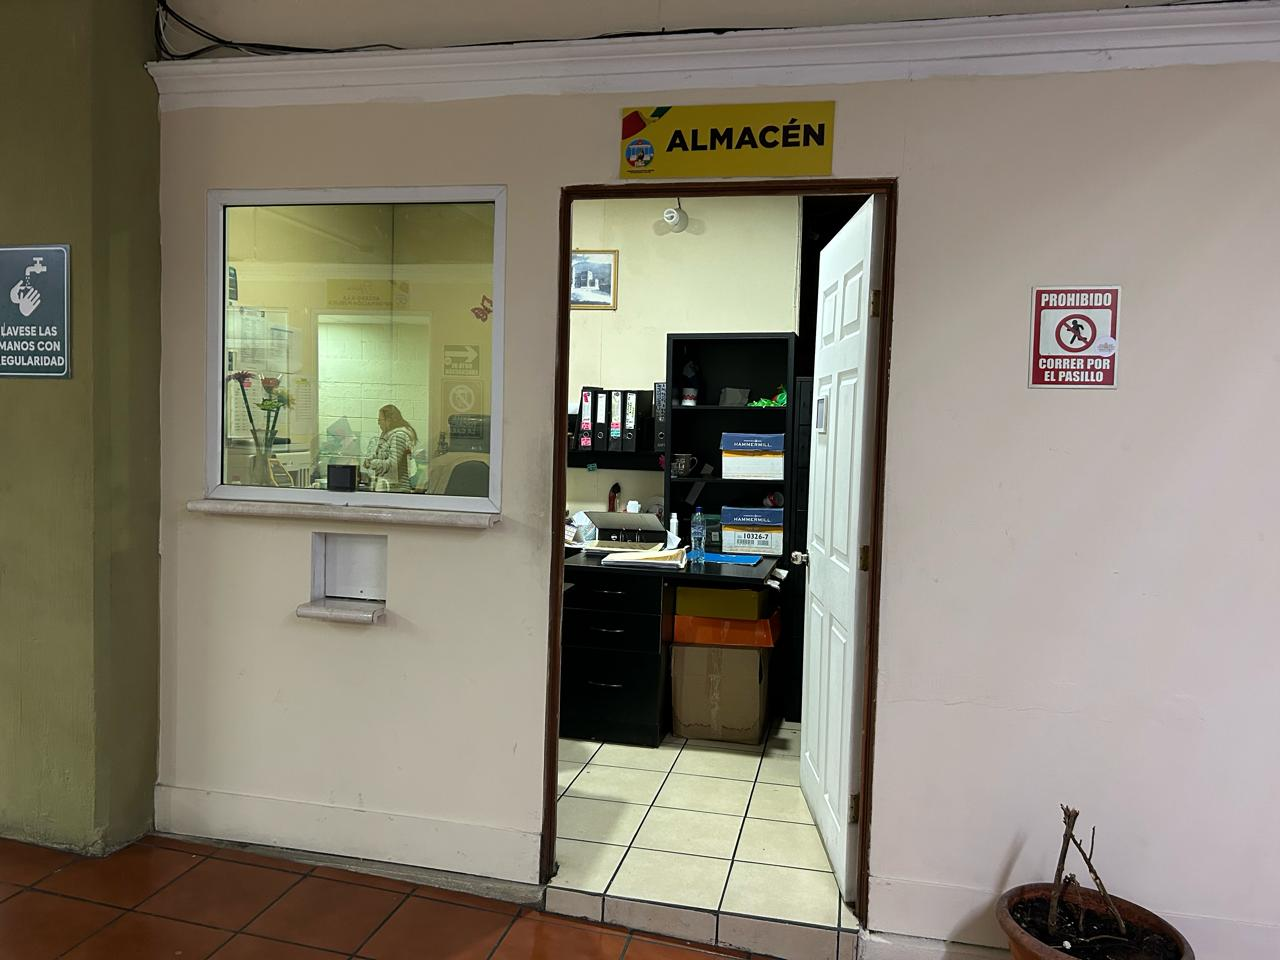 ALMACÉN
LAVESE LAS
MANOS CON
REGULARIDAD
PROHIBIDO
CORRER POR
EL PASILLO
HAMMERMILL
HAMMERMILL
10326-7